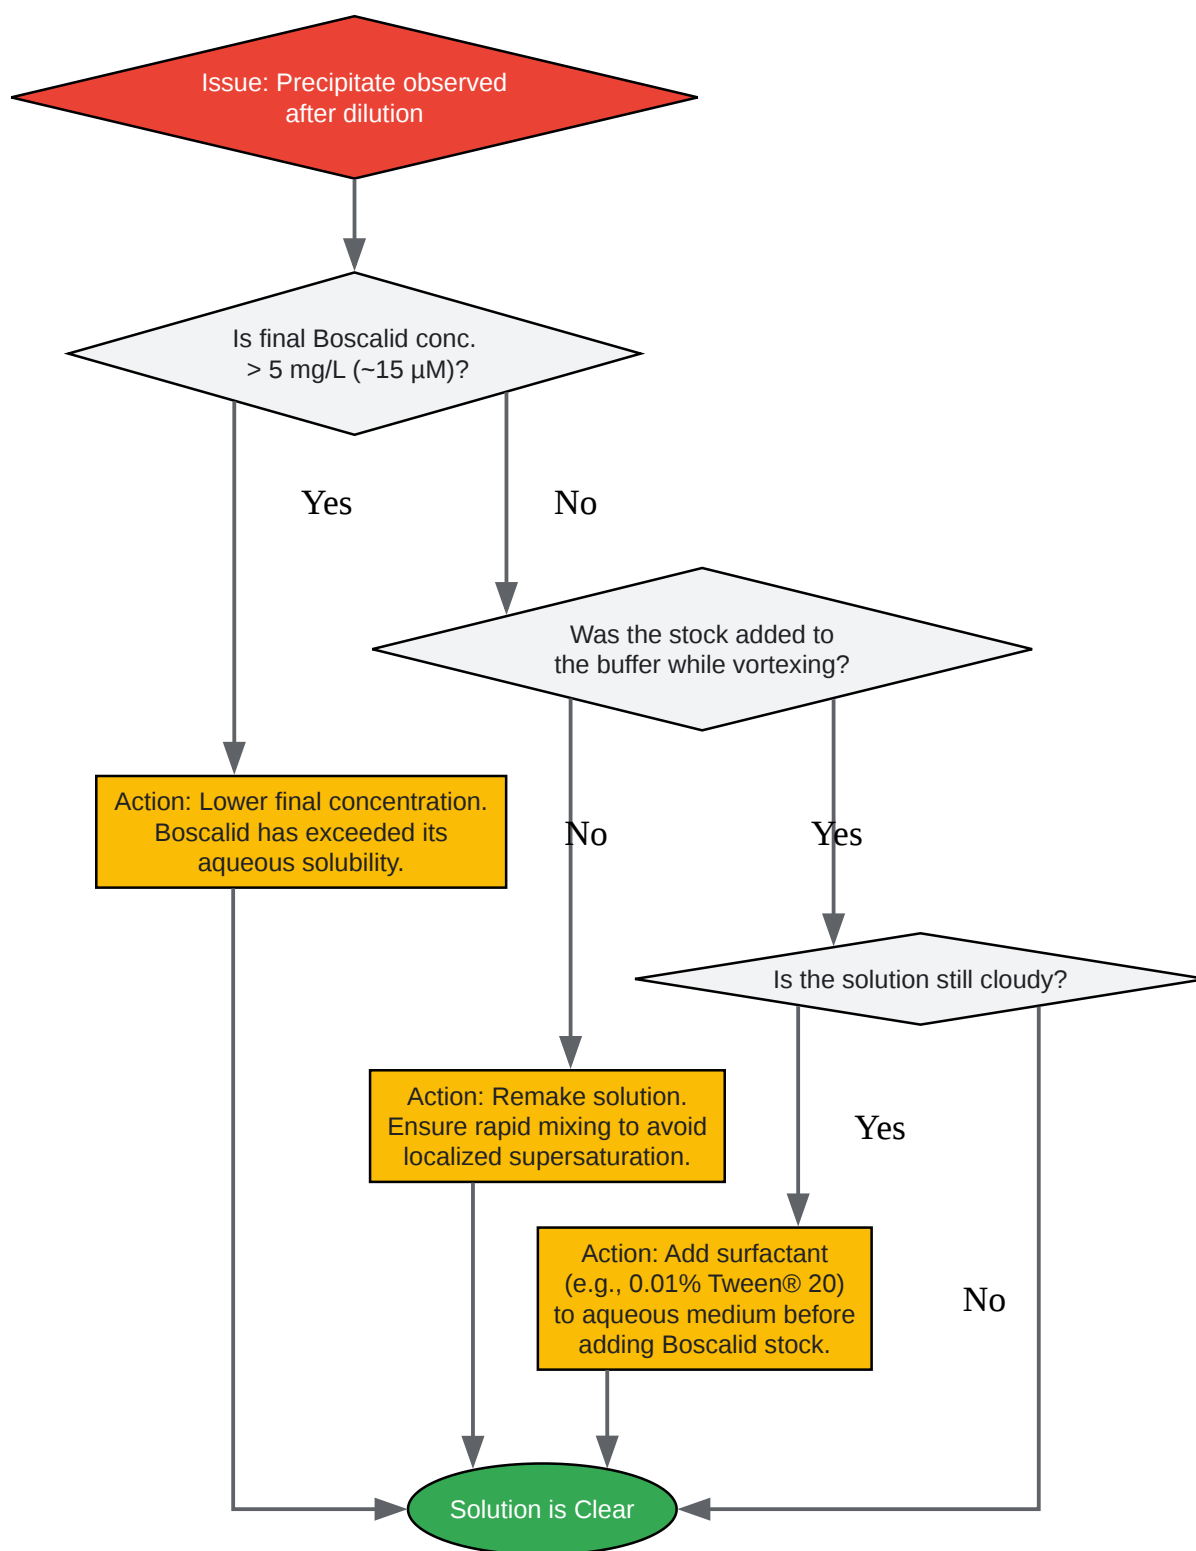 Issue: Precipitate observed
after dilution
Is final Boscalid conc.
> 5 mg/L (~15 µM)?
Yes
No
Was the stock added to
the buffer while vortexing?
Action: Lower final concentration.
Boscalid has exceeded its
aqueous solubility.
No
Yes
Is the solution still cloudy?
Action: Remake solution.
Ensure rapid mixing to avoid
localized supersaturation.
Yes
Action: Add surfactant
(e.g., 0.01% Tween® 20)
to aqueous medium before
adding Boscalid stock.
No
Solution is Clear